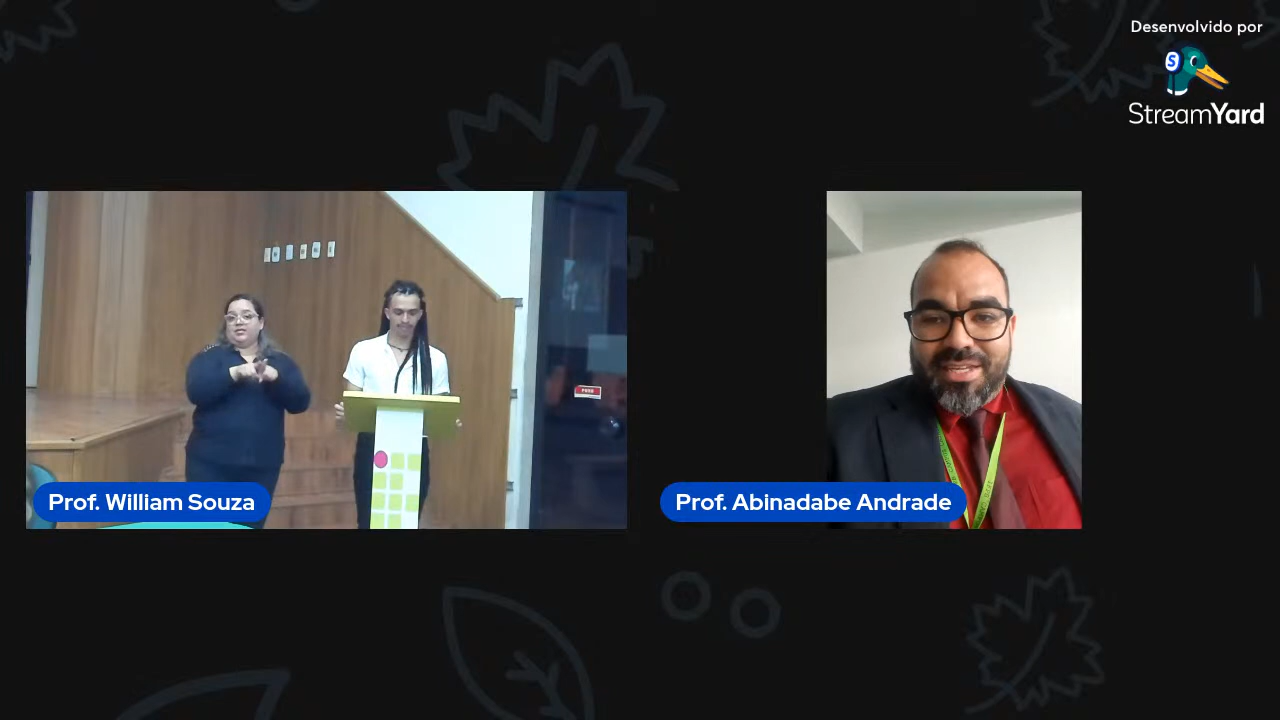 Desenvolvido por
StreamYard
Prof. William Souza
Prof. Abinadabe Andrade